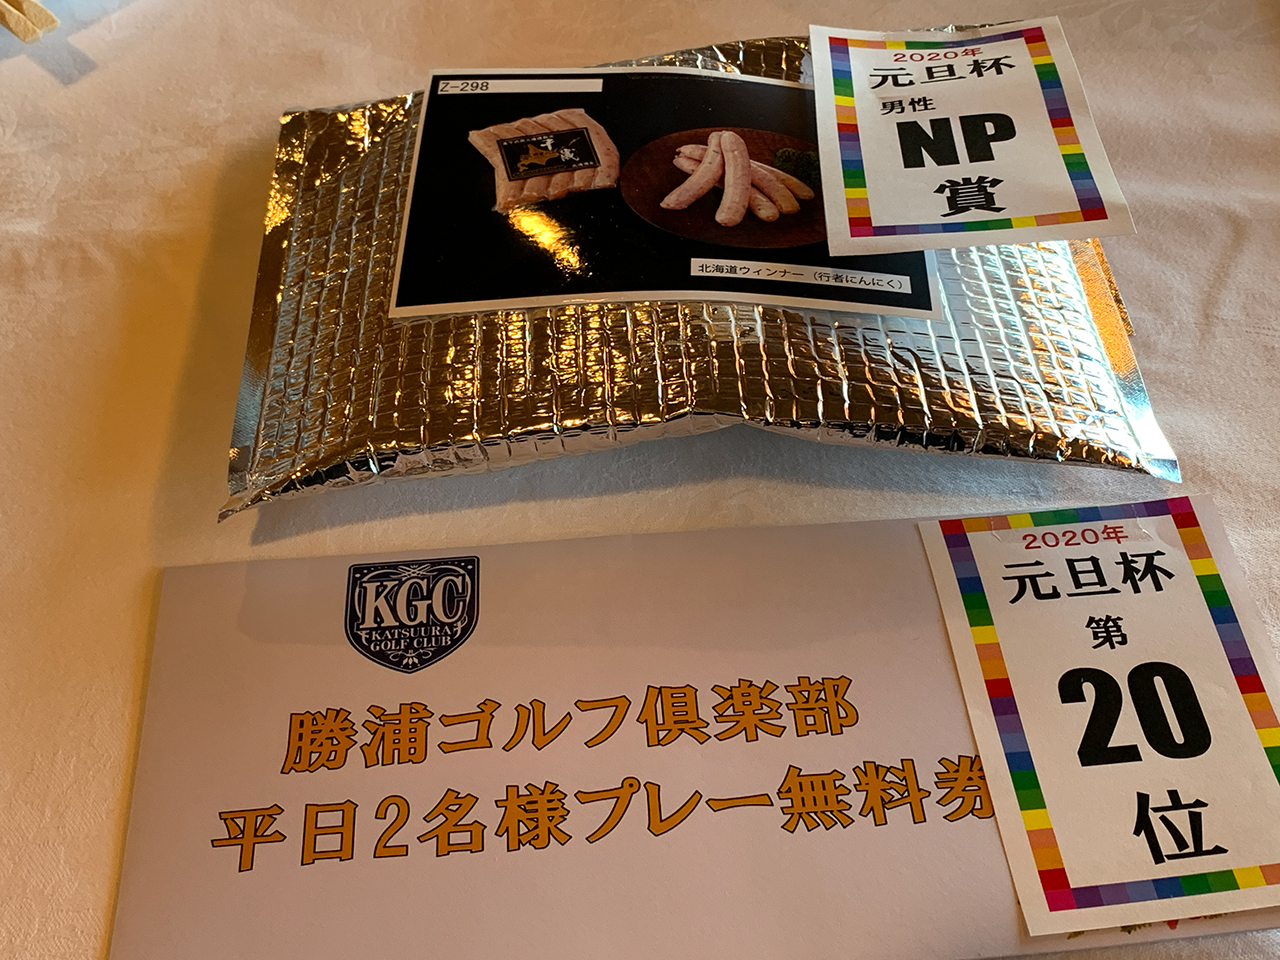 Z-298
千歳
北海道ウィンナー（行者にんにく）
2020年
元旦杯
男性
NP
賞
KGC
KATSUURA
GOLF CLUB
勝浦ゴルフ倶楽部
平日2名様プレー無料券
2020年
元旦杯
第
20
位